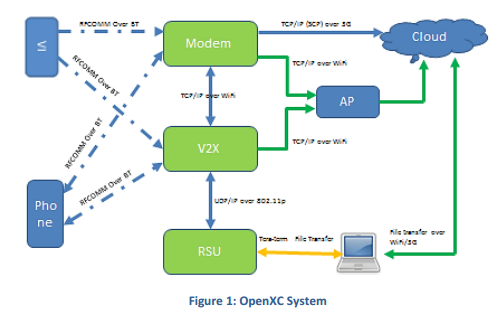 RFCOMM Over BT
TCP/IP (SCP) over 3G
≤
Modem
Cloud
RFCOMM Over BT
TCP/IP over WiFi
TCP/IP over WiFi
AP
RFCOMM Over BT
V2X
TCP/IP over WiFi
RFCOMM Over BT
Pho
ne
UDP/IP over 802.11p
RSU
Tera-term File Transfer
File transfer over
WiFi/3G
Figure 1: OpenXC System